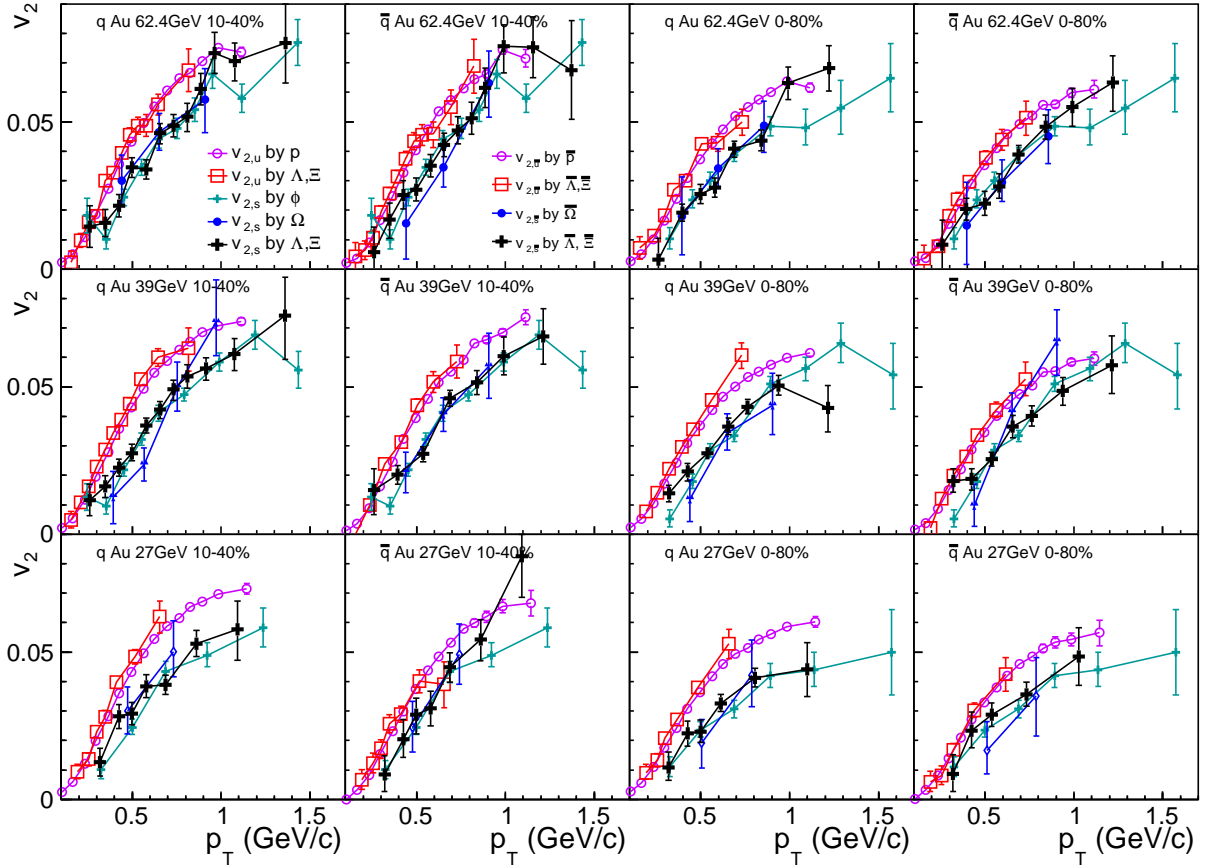 v₂
q Au 62.4GeV 10-40%
q̅ Au 62.4GeV 10-40%
q Au 62.4GeV 0-80%
q̅ Au 62.4GeV 0-80%
0.05
0
v₂,u by p
v₂,u by Λ,Ξ
v₂,s by ϕ
v₂,s by Ω
v₂,s by Λ,Ξ
v₂,u̅ by p̅
v₂,u̅ by Λ̅,Ξ̅
v₂,s̅ by Ω̅
v₂,s̅ by Λ̅, Ξ̅
v₂
q Au 39GeV 10-40%
q̅ Au 39GeV 10-40%
q Au 39GeV 0-80%
q̅ Au 39GeV 0-80%
0.05
0
v₂
q Au 27GeV 10-40%
q̅ Au 27GeV 10-40%
q Au 27GeV 0-80%
q̅ Au 27GeV 0-80%
0.05
0
0.5 1 1.5
0.5 1 1.5
0.5 1 1.5
0.5 1 1.5
p_T (GeV/c)
p_T (GeV/c)
p_T (GeV/c)
p_T (GeV/c)